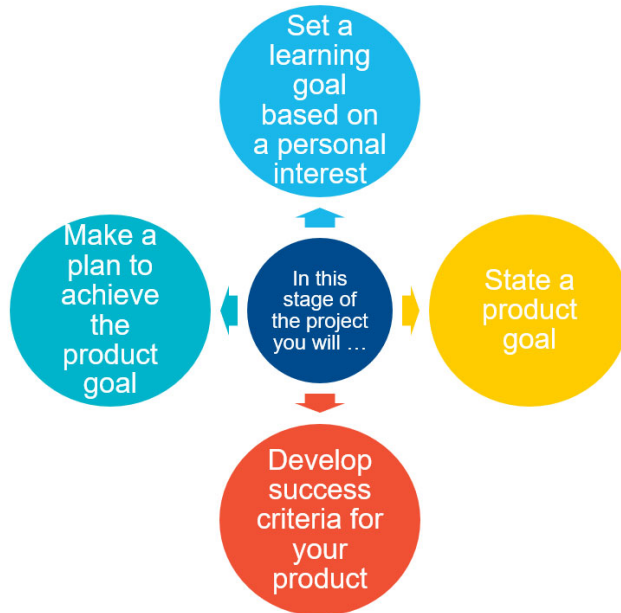 Set a
learning
goal
based on
a personal
interest
Make a
plan to
achieve
the
product
goal
In this
stage of
the project
you will ...
State a
product
goal
Develop
success
criteria for
your
product